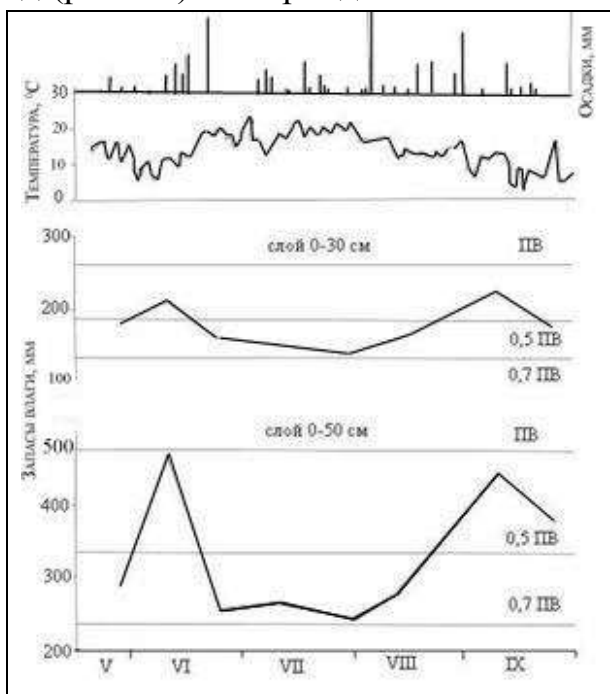 30
20
10
0
ТЕМПЕРАТУРА, °С
ОСАДКИ, ММ
300
слой 0-30 см
ПВ
200
0,5 ПВ
0,7 ПВ
100
ЗАПАСЫ ВЛАГИ, ММ
слой 0-50 см
500
ПВ
400
0,5 ПВ
300
0,7 ПВ
200
V VI VII VIII IX